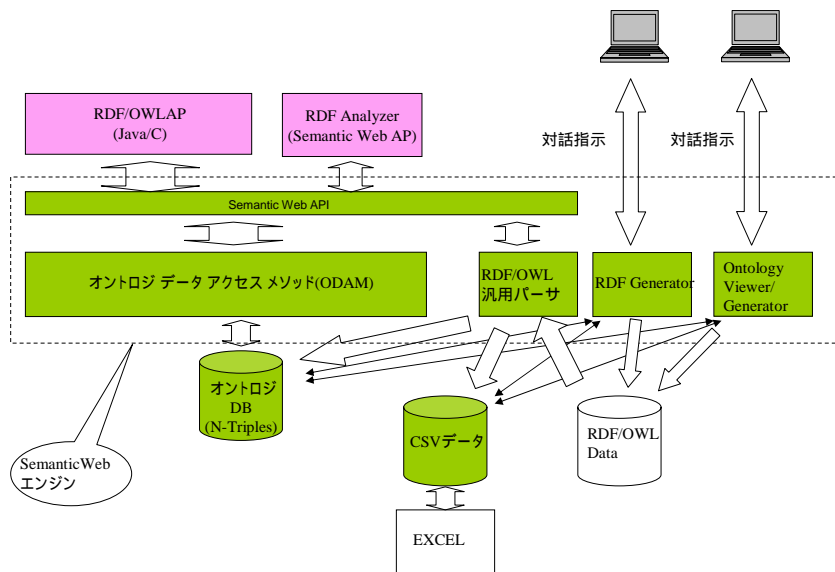 RDF/OWLAP
(Java/C)
RDF Analyzer
(Semantic Web AP)
対話指示
対話指示
Semantic Web API
オントロジ データ アクセス メソッド(ODAM)
RDF/OWL
汎用パーサ
RDF Generator
Ontology
Viewer/
Generator
オントロジ
DB
(N-Triples)
CSVデータ
RDF/OWL
Data
SemanticWeb
エンジン
EXCEL